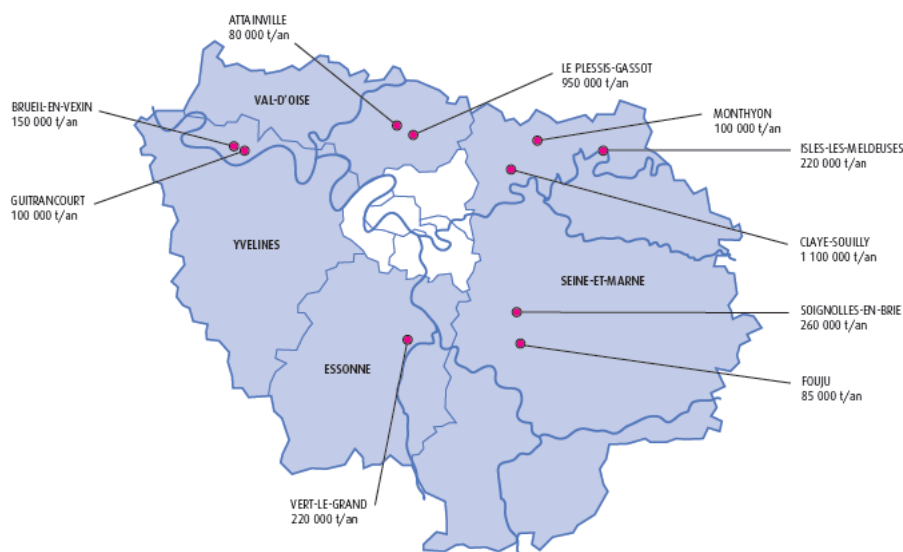 ATTAINVILLE
80 000 t/an
LE PLESSIS-GASSOT
950 000 t/an
VAL-D'OISE
BRUEIL-EN-VEXIN
150 000 t/an
MONTHYON
100 000 t/an
ISLES-LES-MELDEUSES
220 000 t/an
GUITRANCOURT
100 000 t/an
YVELINES
CLAYE-SOUILLY
1 100 000 t/an
SEINE-ET-MARNE
SOIGNOLLES-EN-BRIE
260 000 t/an
ESSONNE
FOUJU
85 000 t/an
VERT-LE-GRAND
220 000 t/an